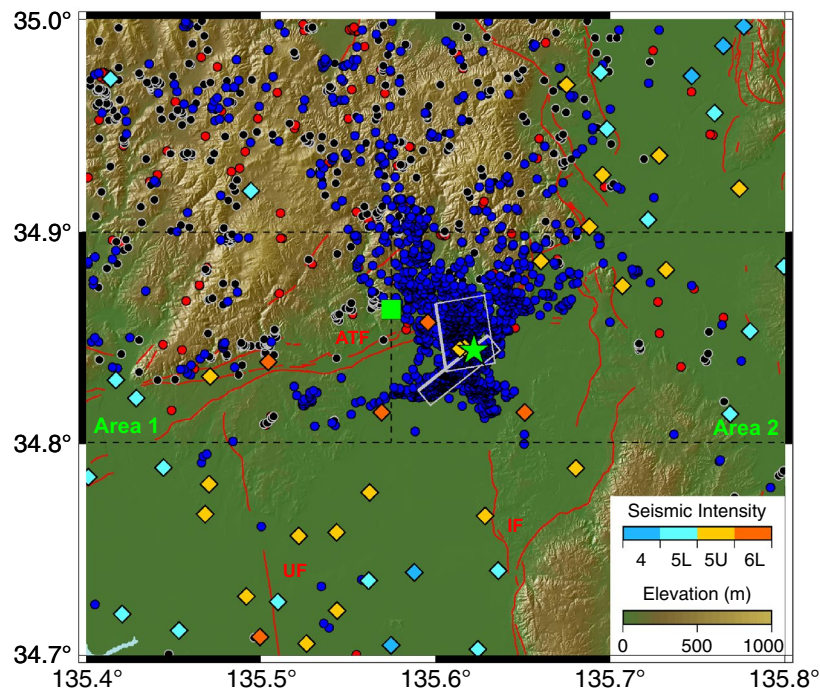 35.0°
34.9°
ATF
Area 1
Area 2
34.8°
IF
UF
Seismic Intensity
4 5L 5U 6L
Elevation (m)
0 500 1000
34.7°
135.4° 135.5° 135.6° 135.7° 135.8°